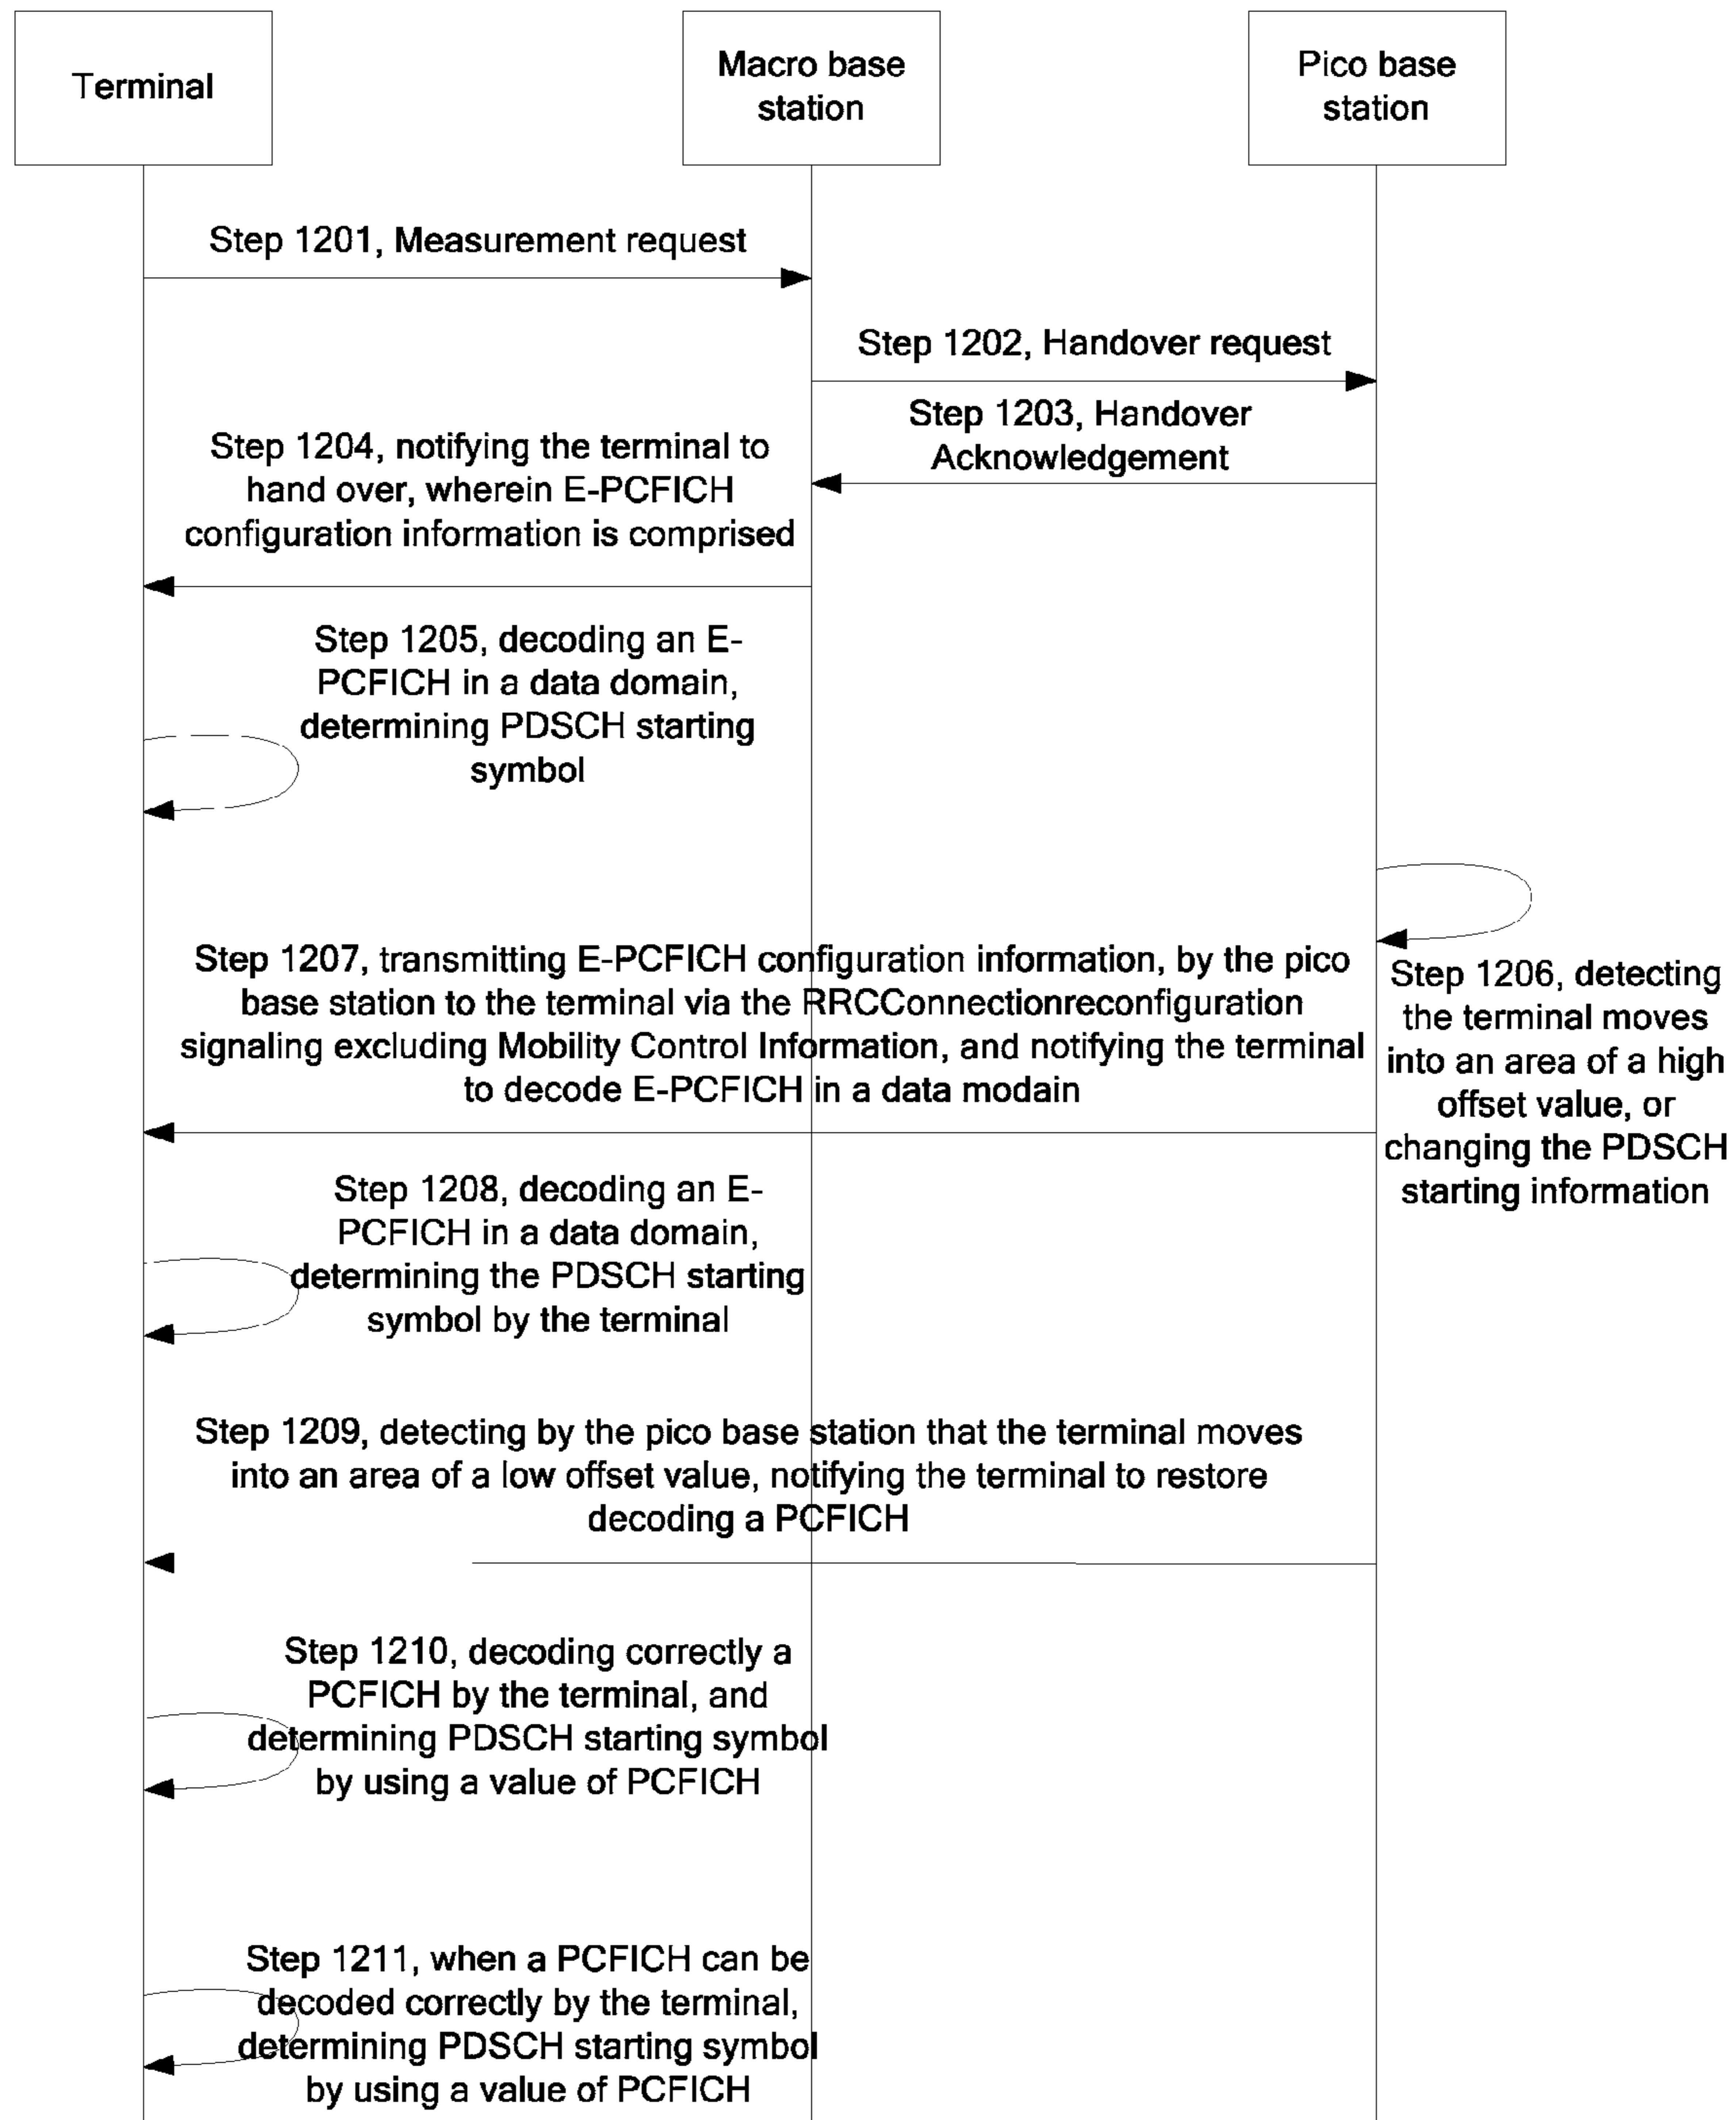 Terminal
Macro base
station
Pico base
station
Step 1201, Measurement request
Step 1202, Handover request
Step 1203, Handover
Acknowledgement
Step 1204, notifying the terminal to
hand over, wherein E-PCFICH
configuration information is comprised
Step 1205, decoding an E-
PCFICH in a data domain,
determining PDSCH starting
symbol
Step 1206, detecting
the terminal moves
into an area of a high
offset value, or
changing the PDSCH
starting information
Step 1207, transmitting E-PCFICH configuration information, by the pico
base station to the terminal via the RRCConnectionreconfiguration
signaling excluding Mobility Control Information, and notifying the terminal
to decode E-PCFICH in a data modain
Step 1208, decoding an E-
PCFICH in a data domain,
determining the PDSCH starting
symbol by the terminal
Step 1209, detecting by the pico base station that the terminal moves
into an area of a low offset value, notifying the terminal to restore
decoding a PCFICH
Step 1210, decoding correctly a
PCFICH by the terminal, and
determining PDSCH starting symbol
by using a value of PCFICH
Step 1211, when a PCFICH can be
decoded correctly by the terminal,
determining PDSCH starting symbol
by using a value of PCFICH